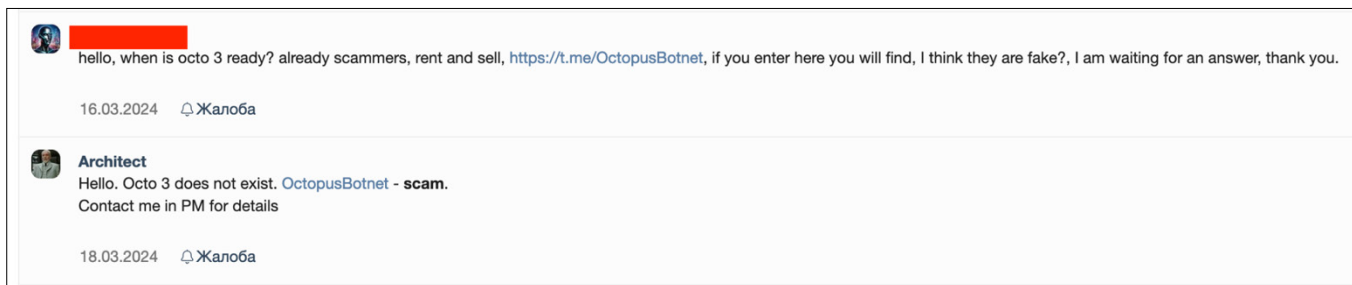 hello, when is octo 3 ready? already scammers, rent and sell, https://t.me/OctopusBotnet, if you enter here you will find, I think they are fake?, I am waiting for an answer, thank you.
16.03.2024 Жалоба
Architect
Hello. Octo 3 does not exist. OctopusBotnet - scam.
Contact me in PM for details
18.03.2024 Жалоба